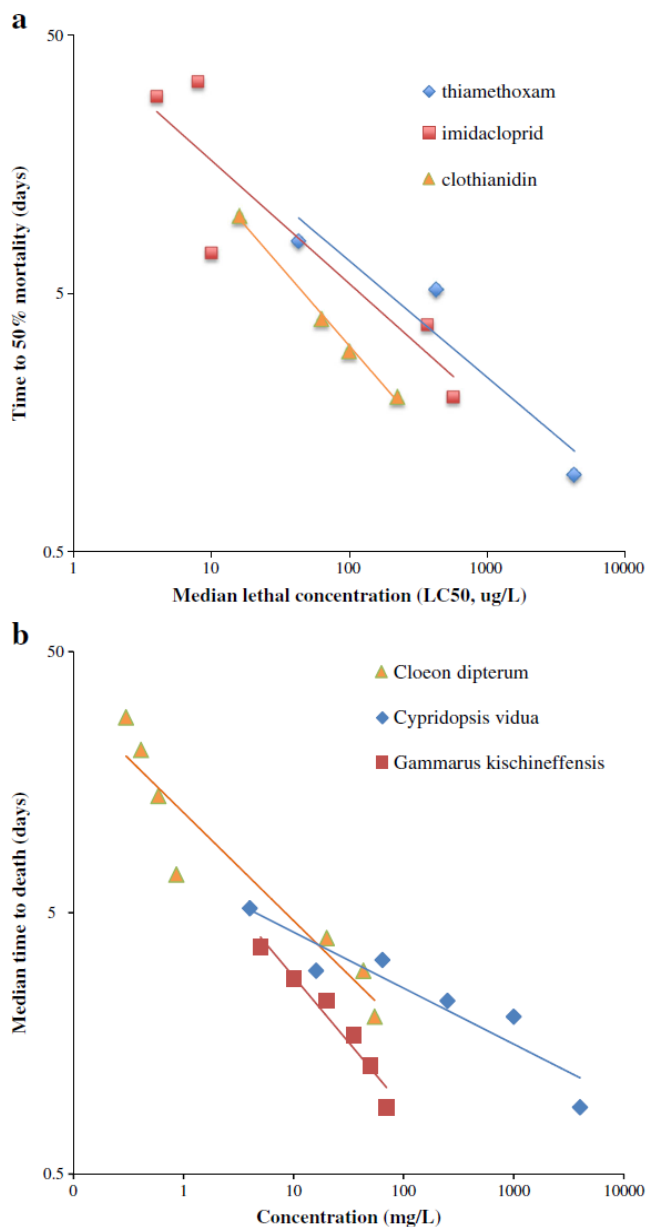 a
50
5
0.5
1
10
100
1000
10000
Time to 50% mortality (days)
Median lethal concentration (LC50, ug/L)
thiamethoxam
imidacloprid
clothianidin
b
50
5
0.5
0
1
10
100
1000
10000
Median time to death (days)
Concentration (mg/L)
Cloeon dipterum
Cypridopsis vidua
Gammarus kischineffensis